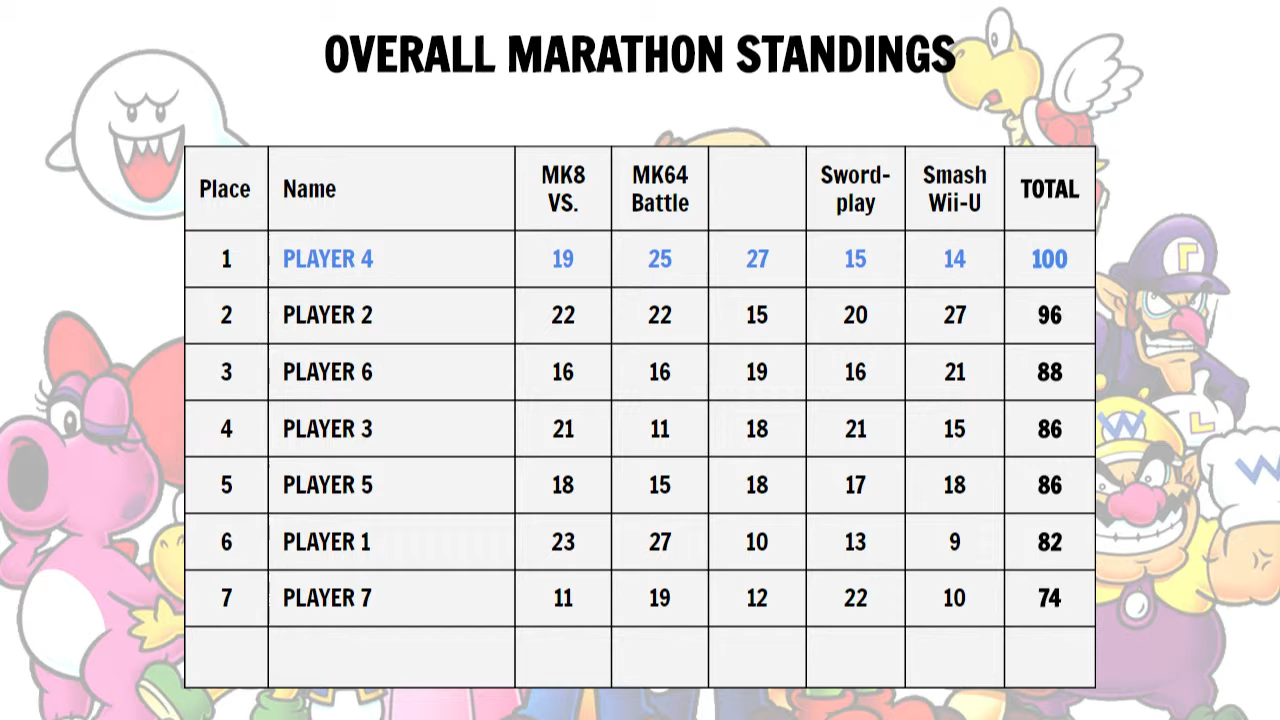 OVERALL MARATHON STANDINGS
Place Name MK8 VS. MK64 Battle Sword-play Smash Wii-U TOTAL
1 PLAYER 4 19 25 27 15 14 100
2 PLAYER 2 22 22 15 20 27 96
3 PLAYER 6 16 16 19 16 21 88
4 PLAYER 3 21 11 18 21 15 86
5 PLAYER 5 18 15 18 17 18 86
6 PLAYER 1 23 27 10 13 9 82
7 PLAYER 7 11 19 12 22 10 74